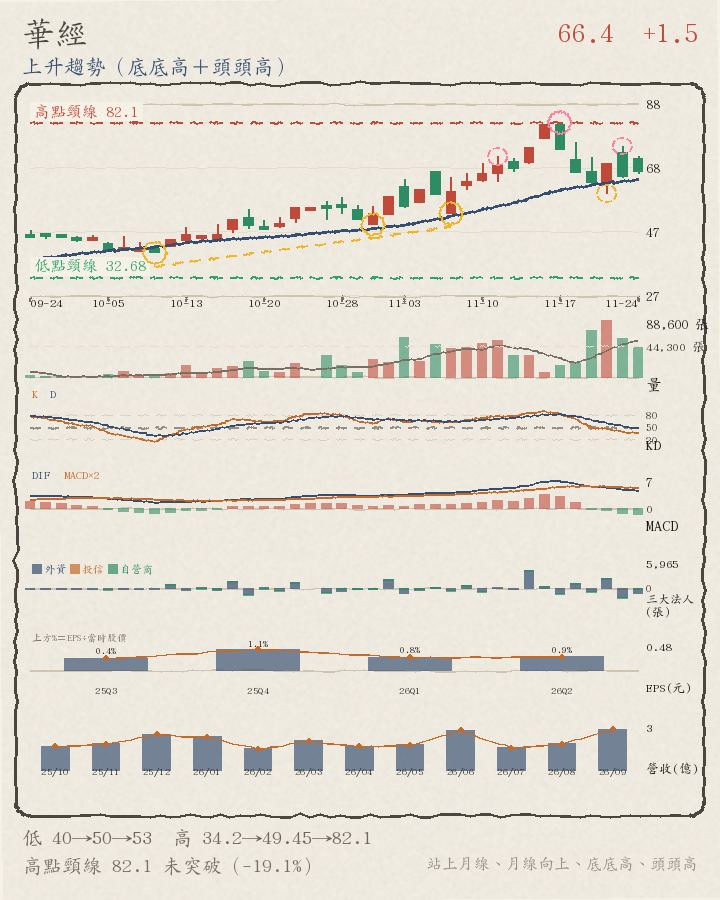 華經
66.4 +1.5
上升趨勢（底底高＋頭頭高）
高點頸線 82.1
88
68
47
低點頸線 32.68
27
09-24 10-05 10-13 10-20 10-28 11-03 11-10 11-17 11-24
88,600 張
44,300 張
量
K D
80
50
20
KD
DIF MACD×2
7
0
MACD
外資 投信 自營商
5,965
0
三大法人
(張)
上方%=EPS÷當時股價
0.4% 1.1% 0.8% 0.9%
0.48
25Q3 25Q4 26Q1 26Q2
EPS(元)
3
25/10 25/11 25/12 26/01 26/02 26/03 26/04 26/05 26/06 26/07 26/08 26/09
營收(億)
低 40→50→53 高 34.2→49.45→82.1
高點頸線 82.1 未突破（-19.1%）
站上月線、月線向上、底底高、頭頭高